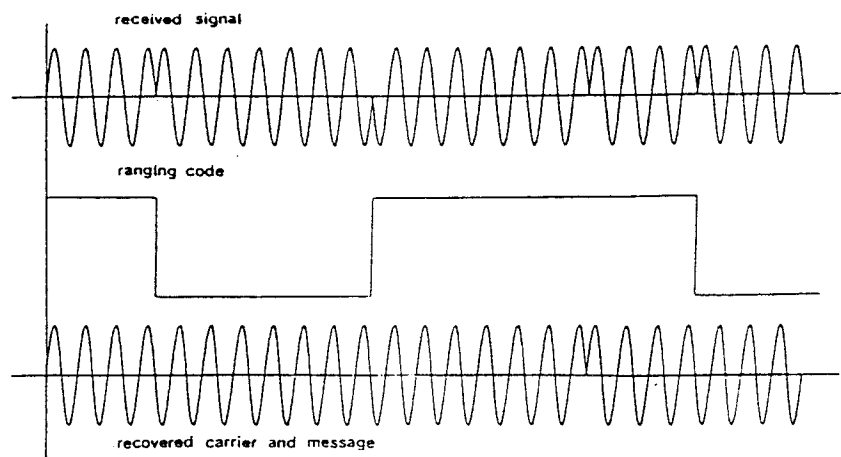 received signal
ranging code
recovered carrier and message